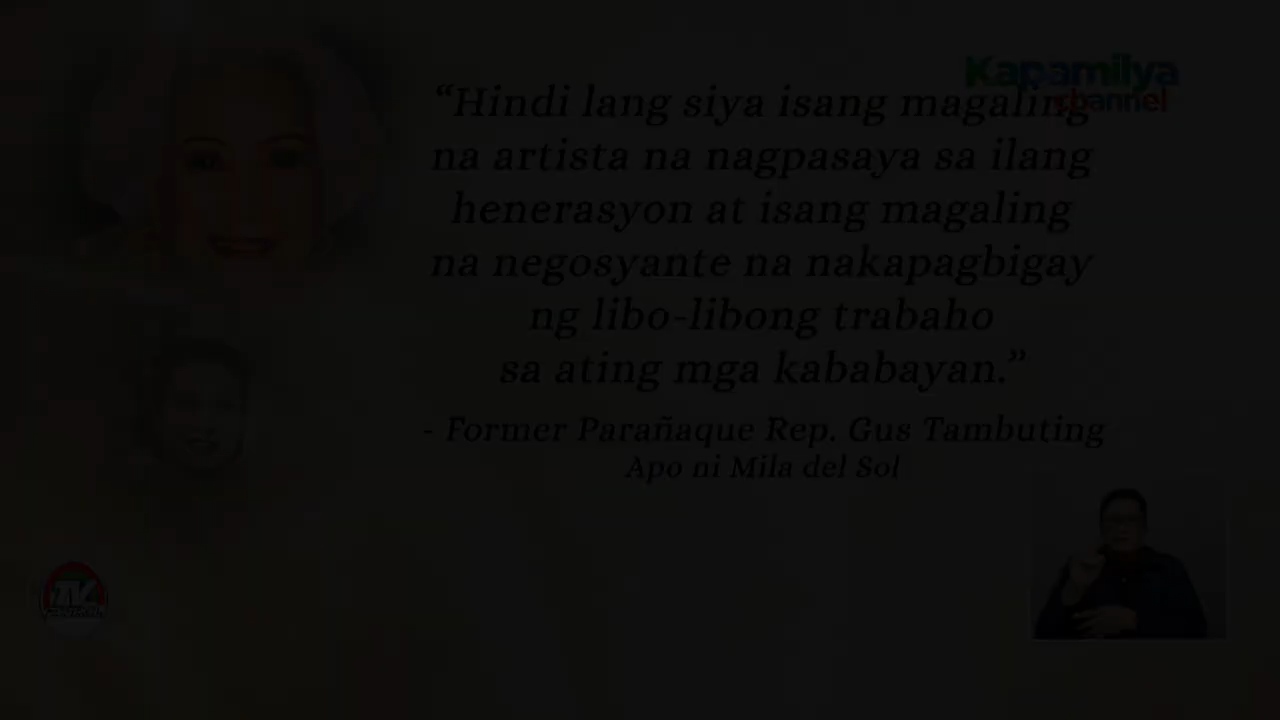 Kapamilya
channel
“Hindi lang siya isang magaling
na artista na nagpasaya sa ilang
henerasyon at isang magaling
na negosyante na nakapagbigay
ng libo-libong trabaho
sa ating mga kababayan.”
- Former Parañaque Rep. Gus Tambuting
Apo ni Mila del Sol
TV
PATROL